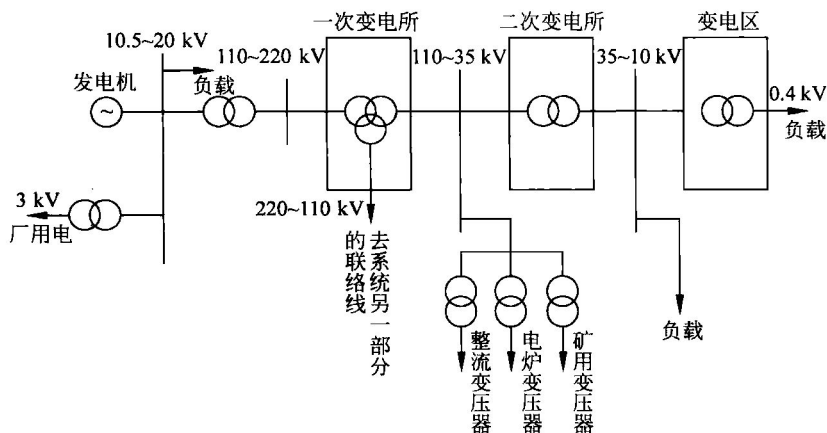 一次变电所
二次变电所
变电区
10.5~20 kV
110~220 kV
110~35 kV
35~10 kV
发电机
负载
0.4 kV
负载
~
3 kV
厂用电
220~110 kV
去系统另一部分
的联络线
整流变压器
电炉变压器
矿用变压器
负载